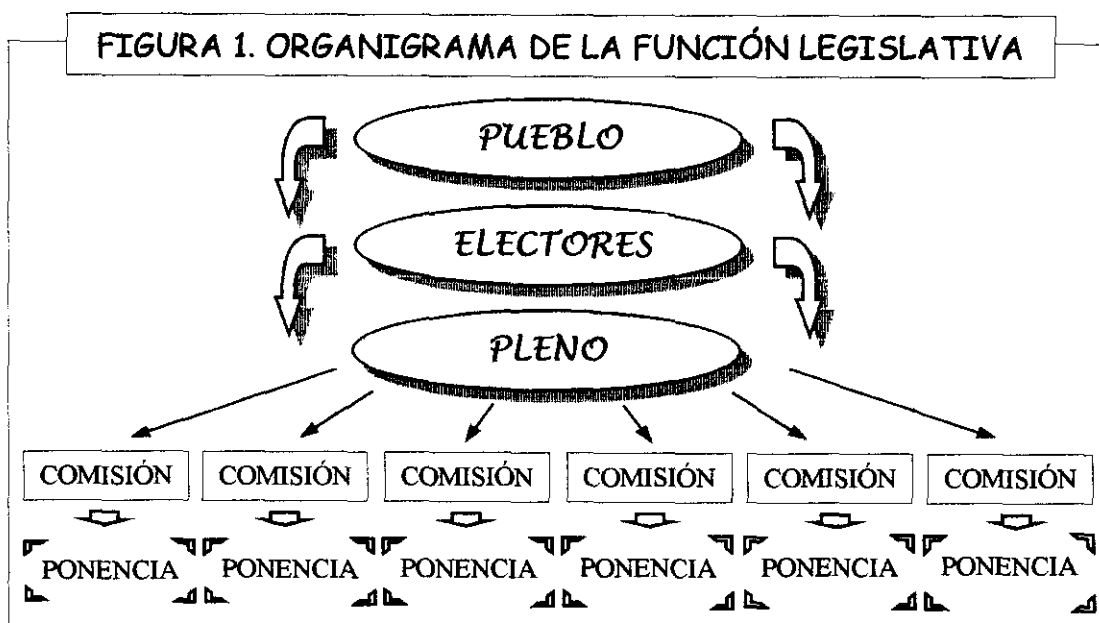 FIGURA 1. ORGANIGRAMA DE LA FUNCIÓN LEGISLATIVA
PUEBLO
ELECTORES
PLENO
COMISIÓN COMISIÓN COMISIÓN COMISIÓN COMISIÓN COMISIÓN
PONENCIA PONENCIA PONENCIA PONENCIA PONENCIA PONENCIA